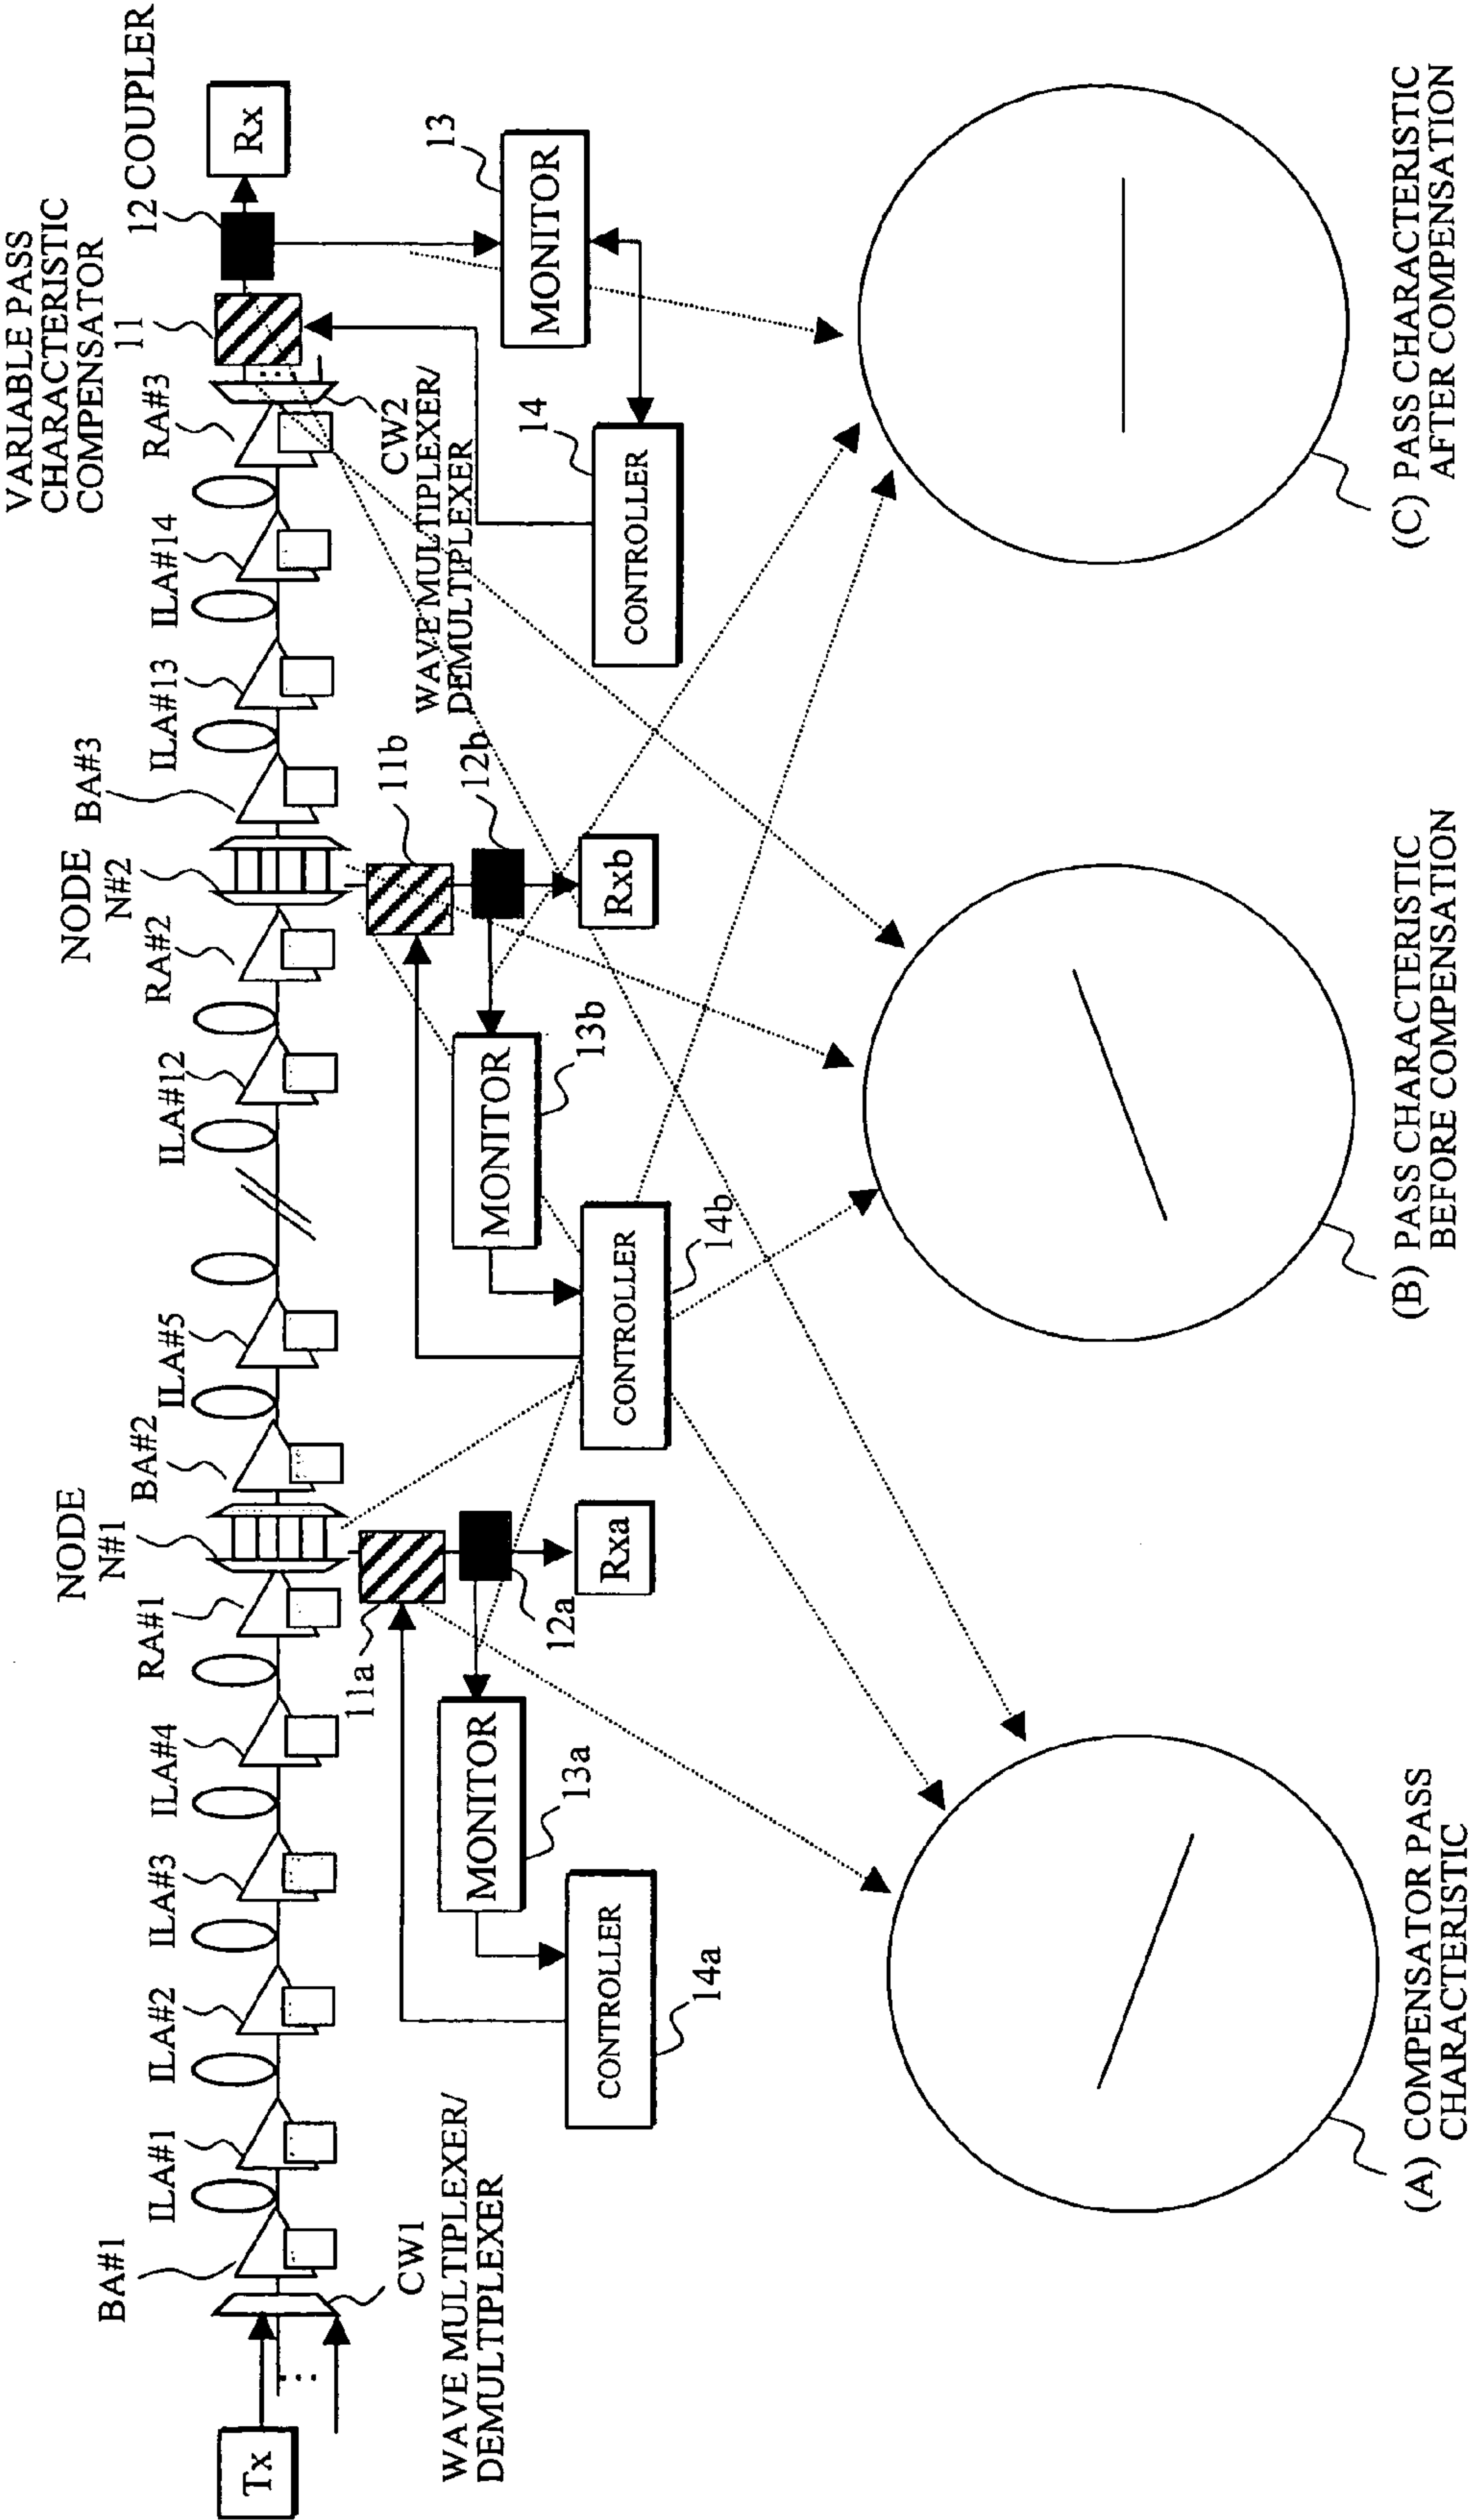 Tx
CW1
WAVE MULTIPLEXER/
DEMULTIPLEXER
BA#1
ILA#1
ILA#2
ILA#3
ILA#4
RA#1
NODE
N#1
BA#2
ILA#5
ILA#12
RA#2
NODE
N#2
BA#3
ILA#13
ILA#14
RA#3
VARIABLE PASS
CHARACTERISTIC
COMPENSATOR
11
12 COUPLER
Rx
CW2
WAVE MULTIPLEXER/
DEMULTIPLEXER
MONITOR
13
CONTROLLER
14
11a
12a
Rxa
MONITOR
13a
CONTROLLER
14a
11b
12b
Rxb
MONITOR
13b
CONTROLLER
14b
(A) COMPENSATOR PASS
CHARACTERISTIC
(B) PASS CHARACTERISTIC
BEFORE COMPENSATION
(C) PASS CHARACTERISTIC
AFTER COMPENSATION